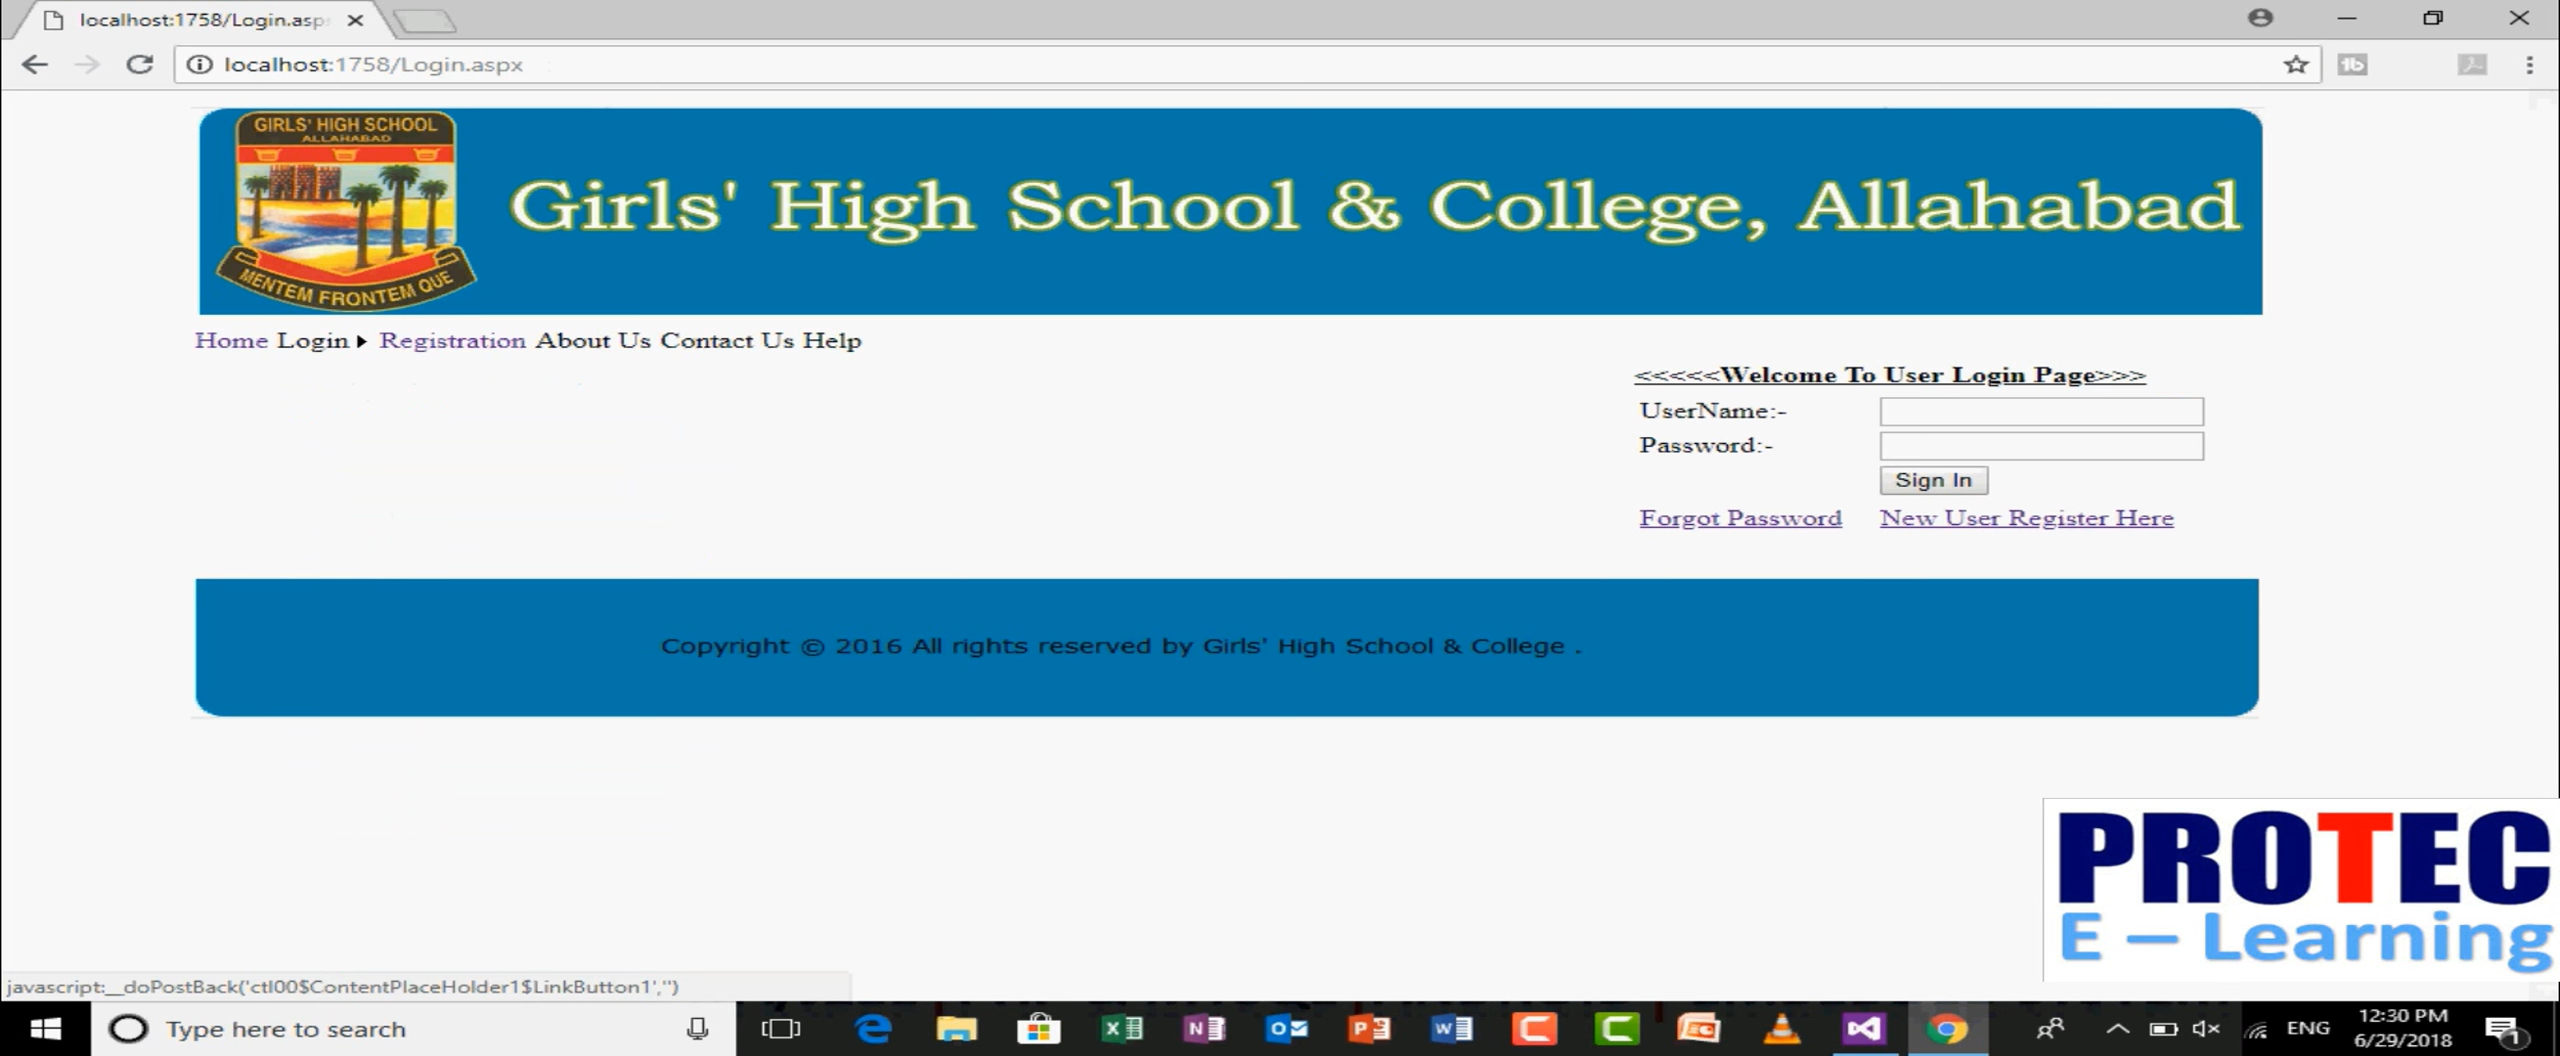 localhost:1758/Login.asp
localhost:1758/Login.aspx
GIRLS' HIGH SCHOOL
ALLAHABAD
MENTEM FRONTEM QUE
Girls' High School & College, Allahabad
Home Login Registration About Us Contact Us Help
<<<<<Welcome To User Login Page>>>
UserName:-
Password:-
Sign In
Forgot Password New User Register Here
Copyright © 2016 All rights reserved by Girls' High School & College .
PROTEC
E – Learning
javascript:__doPostBack('ctl00$ContentPlaceHolder1$LinkButton1','')
Type here to search
ENG
12:30 PM
6/29/2018
1